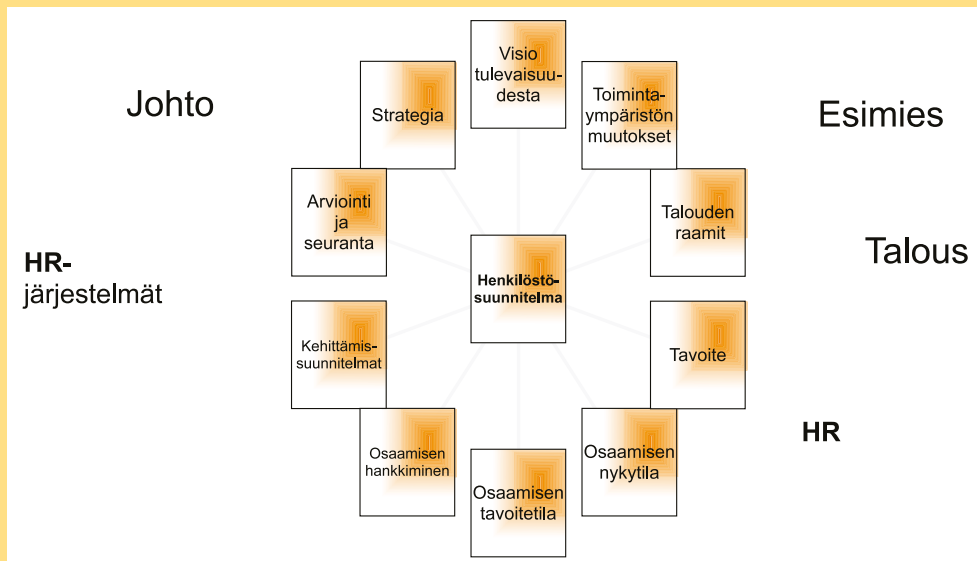 Visio
tulevaisuu-
desta
Johto
Strategia
Toiminta-
ympäristön
muutokset
Esimies
Arviointi
ja
seuranta
Talouden
raamit
Talous
HR-
järjestelmät
Henkilöstö-
suunnitelma
Kehittämis-
suunnitelmat
Tavoite
HR
Osaamisen
hankkiminen
Osaamisen
nykytila
Osaamisen
tavoitetila